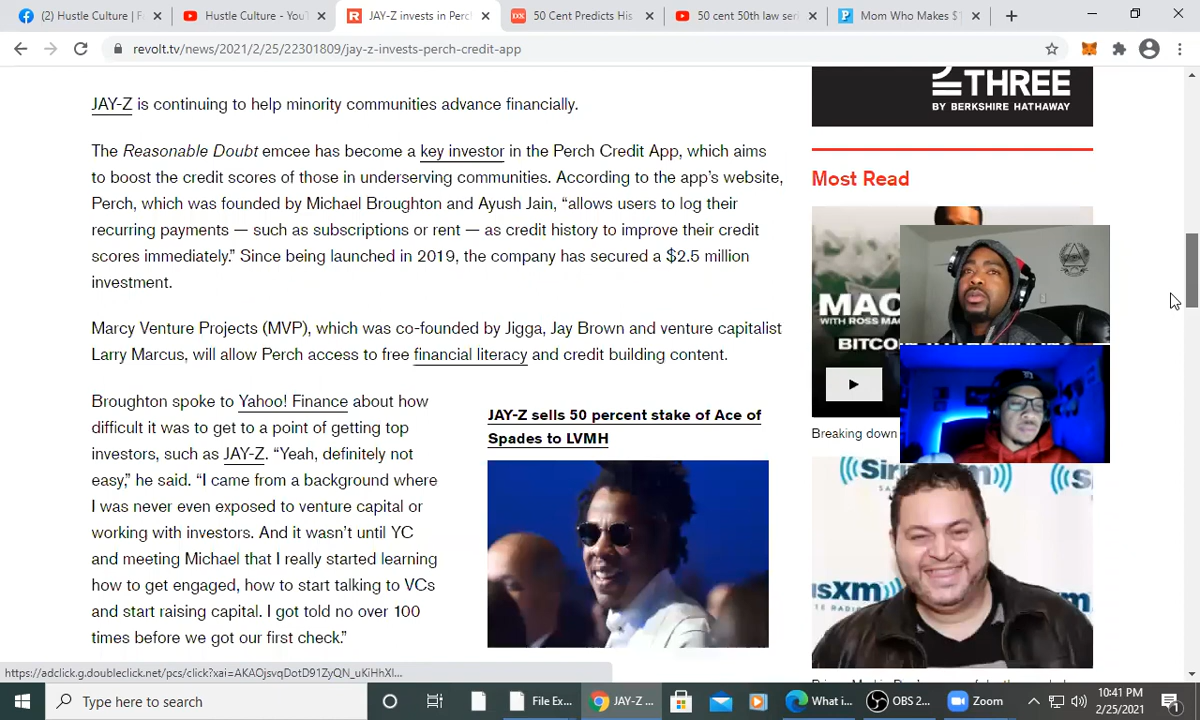 (2) Hustle Culture | F
Hustle Culture - YouT
JAY-Z invests in Perc
50 Cent Predicts His
50 cent 50th law seri
Mom Who Makes $
revolt.tv/news/2021/2/25/22301809/jay-z-invests-perch-credit-app
THREE
BY BERKSHIRE HATHAWAY
JAY-Z is continuing to help minority communities advance financially.
The Reasonable Doubt emcee has become a key investor in the Perch Credit App, which aims
to boost the credit scores of those in underserving communities. According to the app's website,
Perch, which was founded by Michael Broughton and Ayush Jain, “allows users to log their
recurring payments — such as subscriptions or rent — as credit history to improve their credit
scores immediately.” Since being launched in 2019, the company has secured a $2.5 million
investment.
Marcy Venture Projects (MVP), which was co-founded by Jigga, Jay Brown and venture capitalist
Larry Marcus, will allow Perch access to free financial literacy and credit building content.
Broughton spoke to Yahoo! Finance about how
difficult it was to get to a point of getting top
investors, such as JAY-Z. “Yeah, definitely not
easy,” he said. “I came from a background where
I was never even exposed to venture capital or
working with investors. And it wasn't until YC
and meeting Michael that I really started learning
how to get engaged, how to start talking to VCs
and start raising capital. I got told no over 100
times before we got our first check.”
JAY-Z sells 50 percent stake of Ace of
Spades to LVMH
Most Read
MAC
WITH ROSS MA
BITCO
Breaking down
SiriusXM
sxm
https://adclick.g.doubleclick.net/pcs/click?xai=AKAOjsvqDotD91ZyQN_uKiHhXI...
Type here to search
File Ex...
JAY-Z ...
What i...
OBS 2...
Zoom
10:41 PM
2/25/2021
1